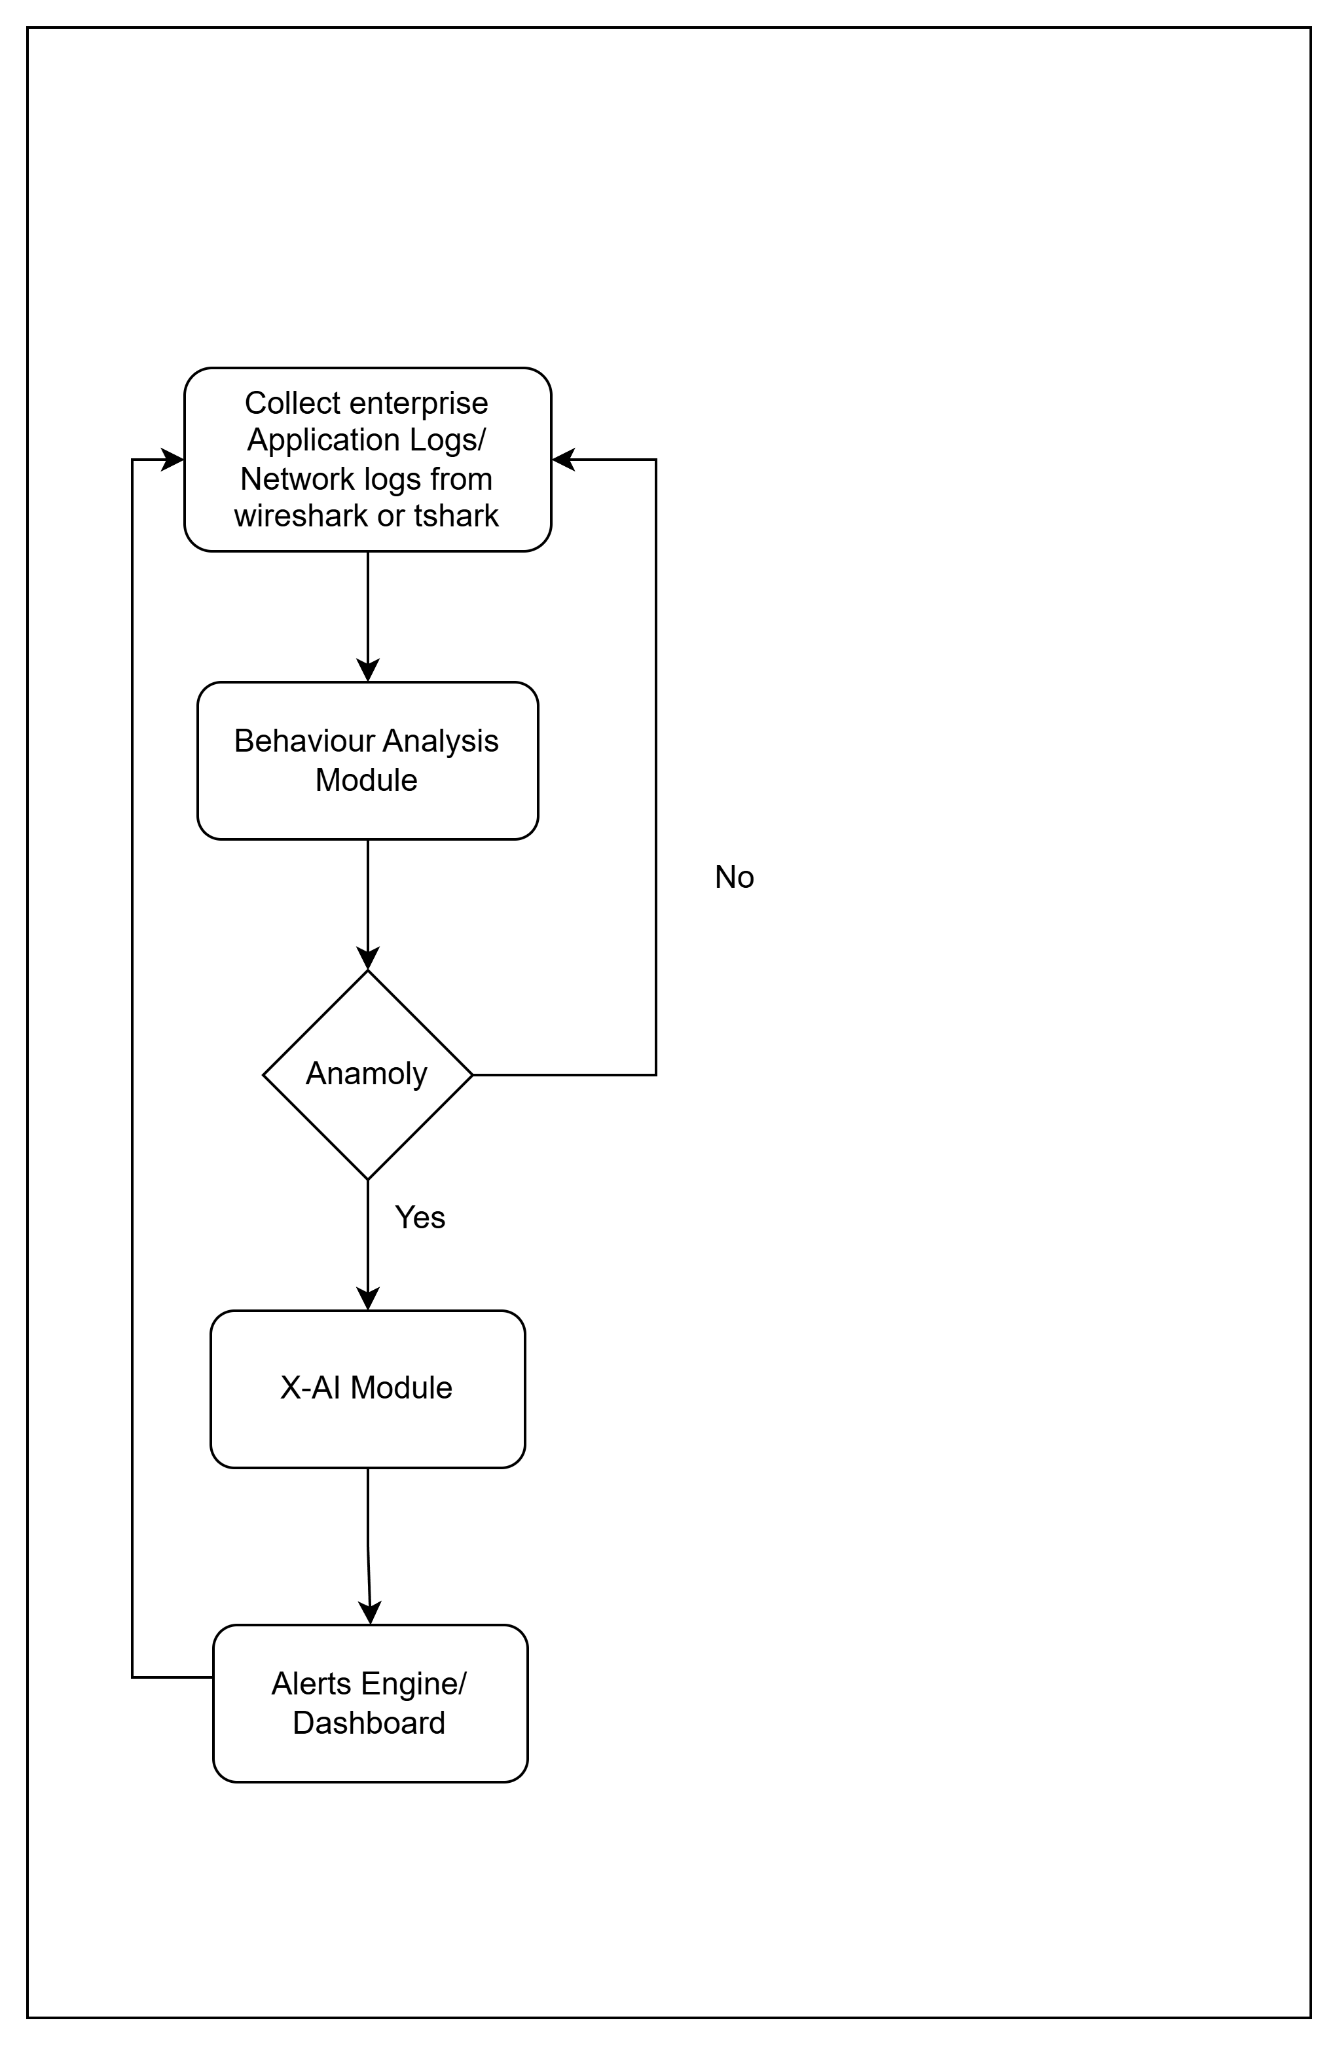 Collect enterprise
Application Logs/
Network logs from
wireshark or tshark
Behaviour Analysis
Module
No
Anamoly
Yes
X-AI Module
Alerts Engine/
Dashboard